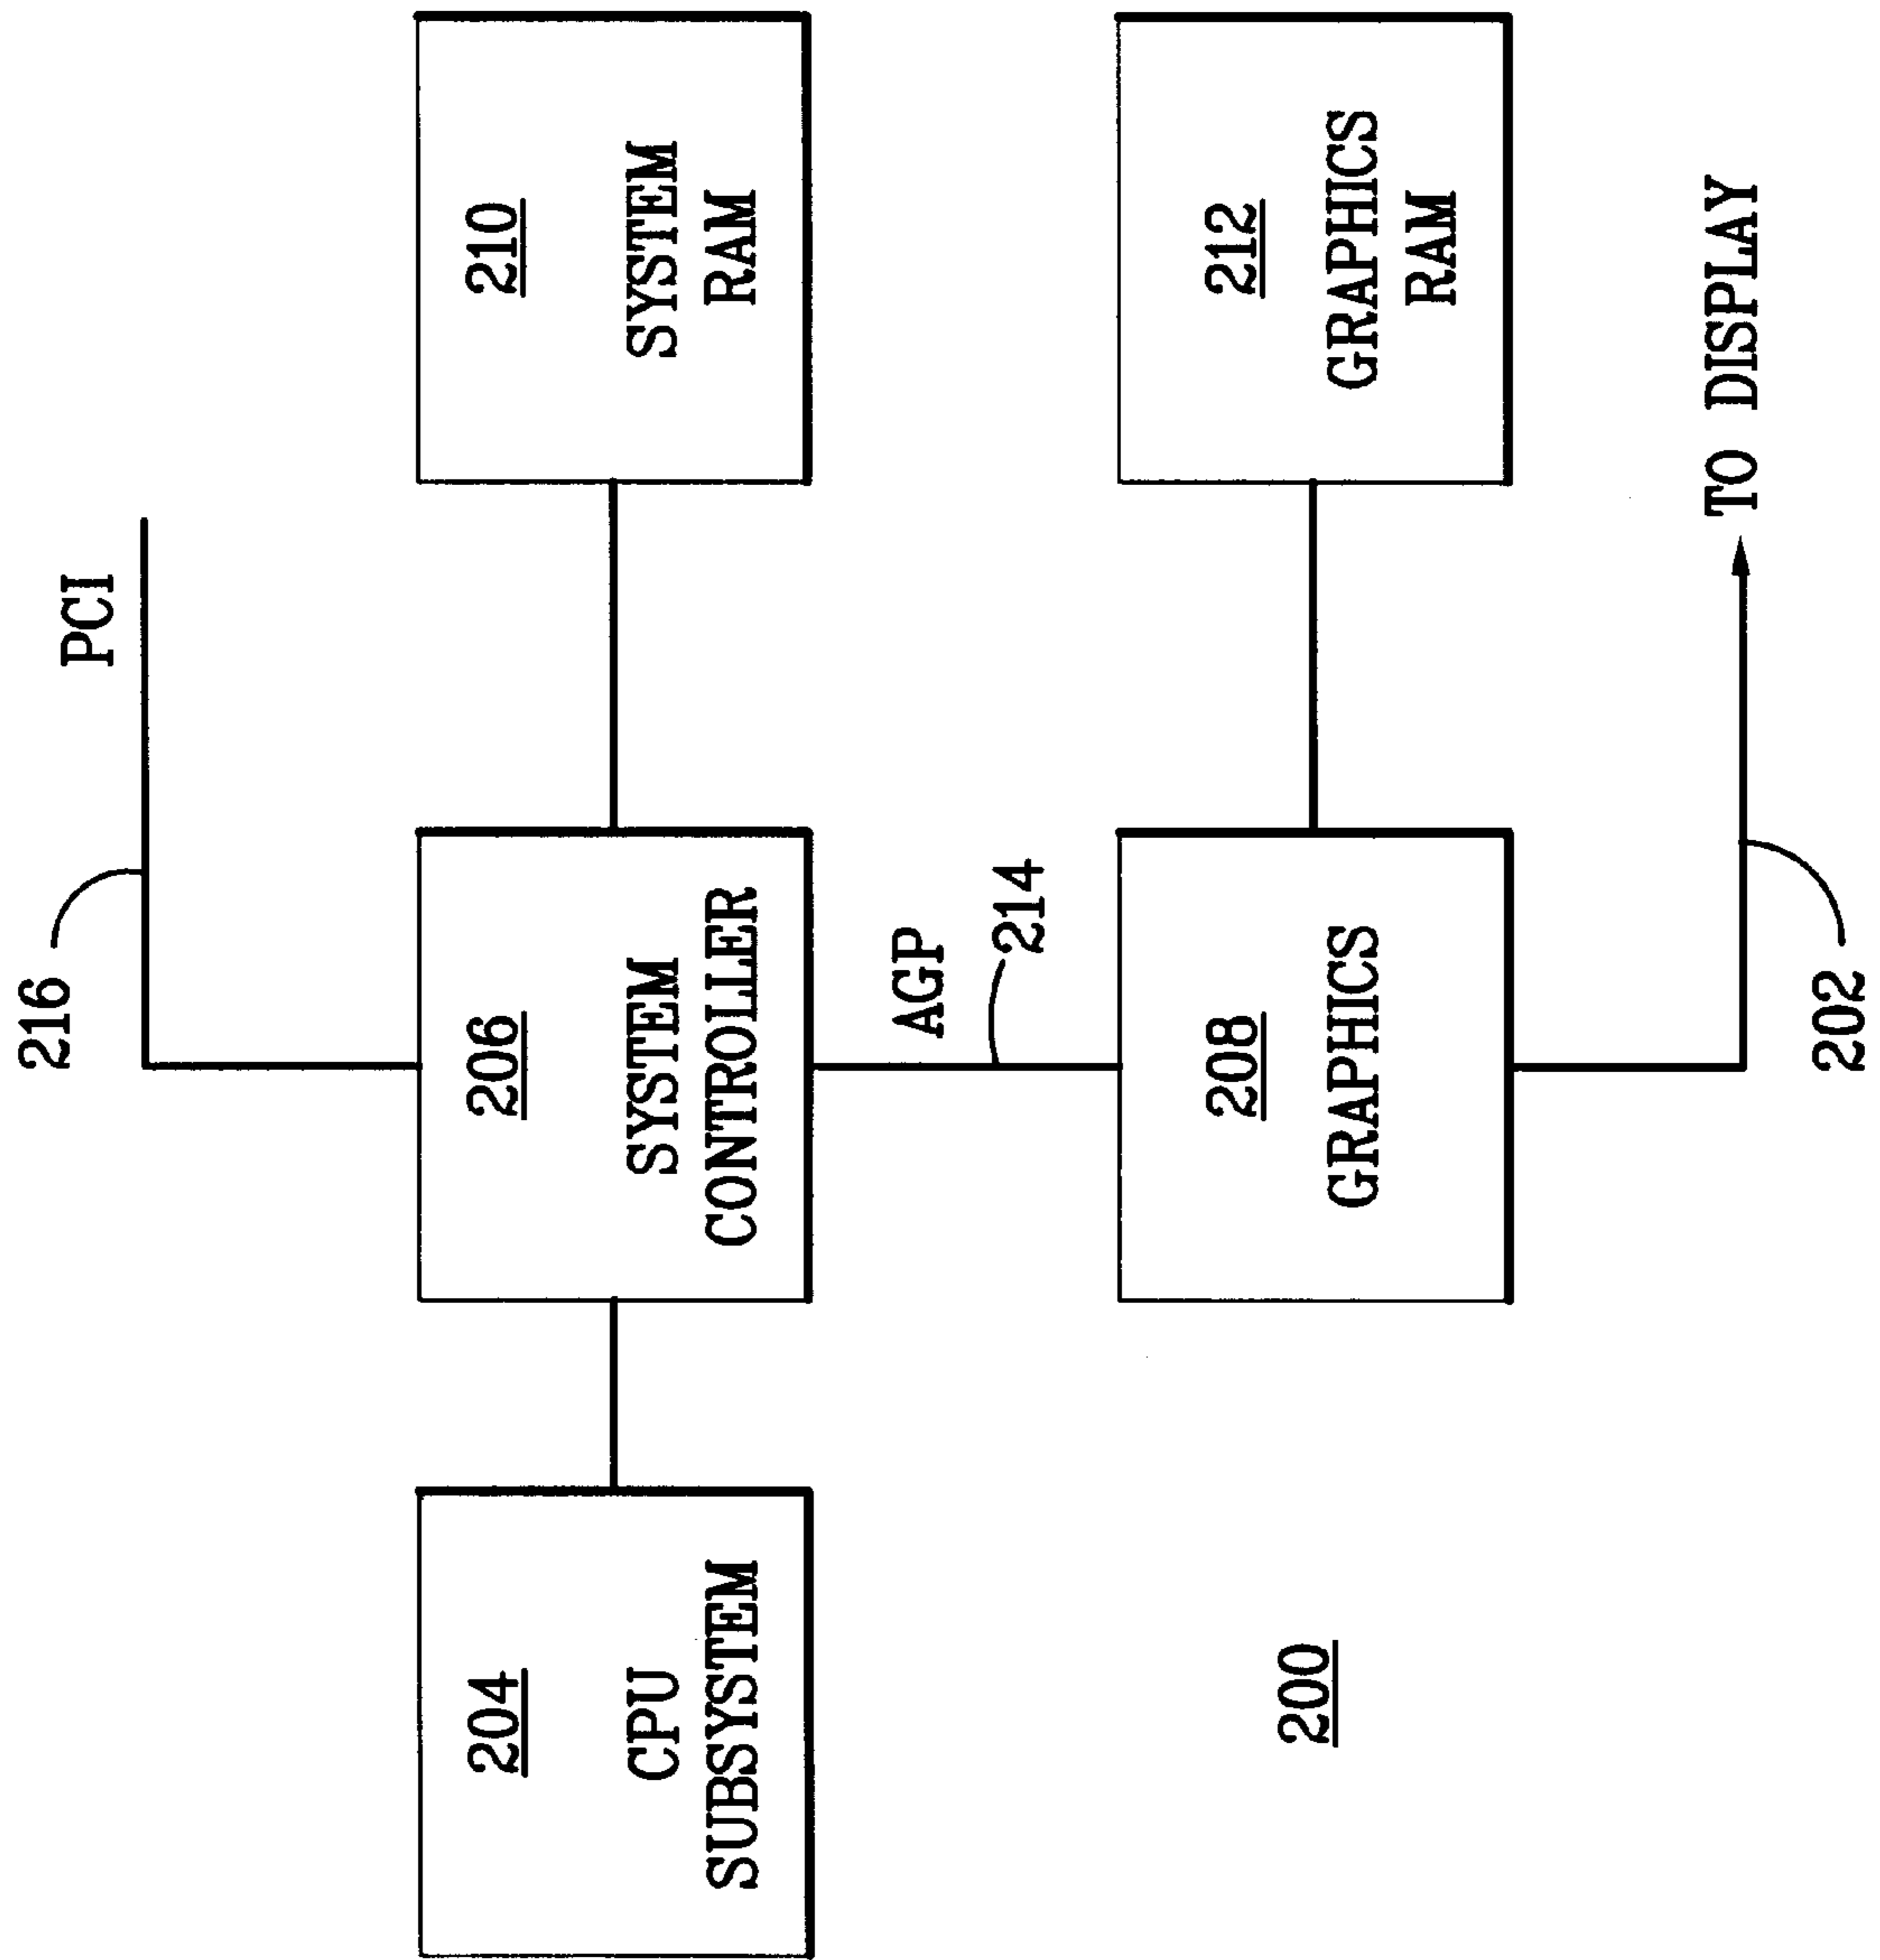 216
PCI
204
CPU
SUBSYSTEM
206
SYSTEM
CONTROLLER
210
SYSTEM
RAM
AGP
214
200
208
GRAPHICS
212
GRAPHICS
RAM
TO DISPLAY
202